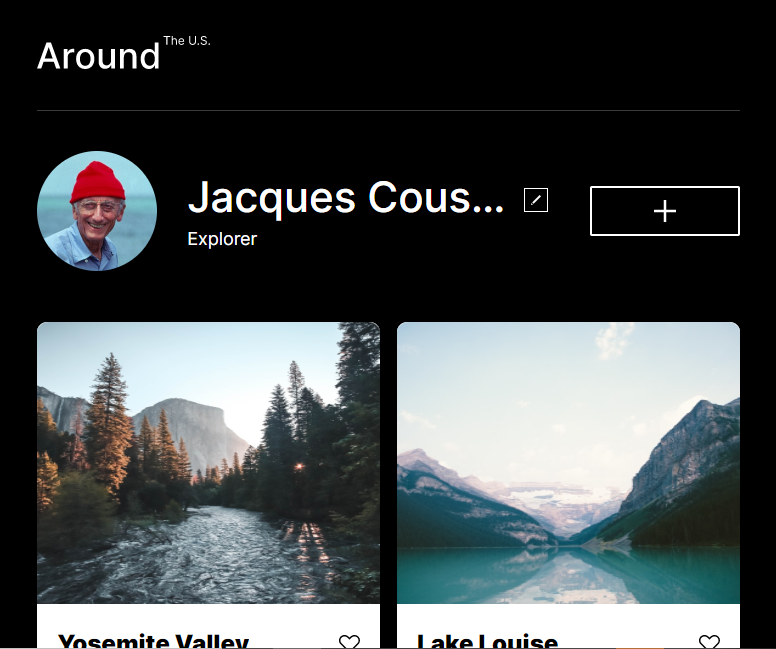 Around The U.S.
Jacques Cous...
Explorer
Yosemite Valley
Lake Louise